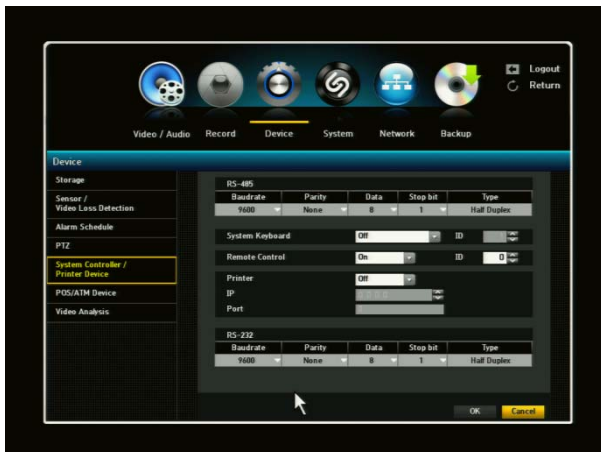 Logout
Return
Video / Audio Record Device System Network Backup
Device
Storage
Sensor /
Video Loss Detection
Alarm Schedule
PTZ
System Controller /
Printer Device
POS/ATM Device
Video Analysis
RS-485
Baudrate Parity Data Stop bit Type
9600 None 8 1 Half Duplex
System Keyboard Off ID 1
Remote Control On ID 0
Printer Off
IP
Port
RS-232
Baudrate Parity Data Stop bit Type
9600 None 8 1 Half Duplex
OK Cancel